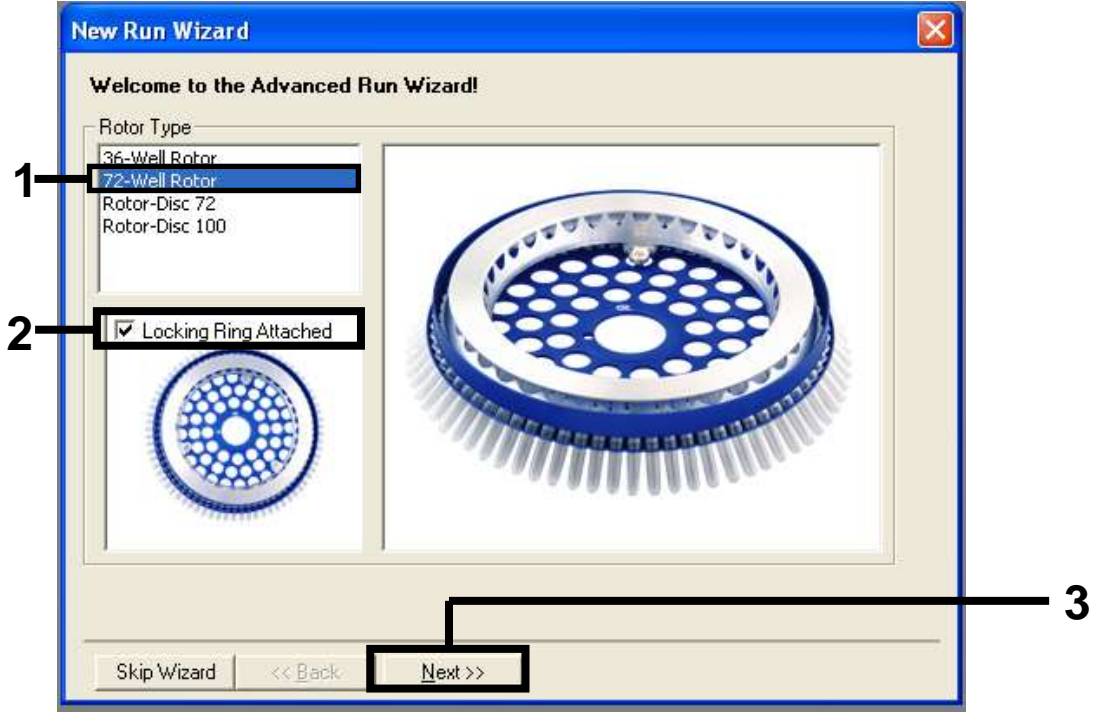 New Run Wizard
Welcome to the Advanced Run Wizard!
Rotor Type
36-Well Rotor
1
72-Well Rotor
Rotor-Disc 72
Rotor-Disc 100
2
Locking Ring Attached
3
Skip Wizard
<< Back
Next >>